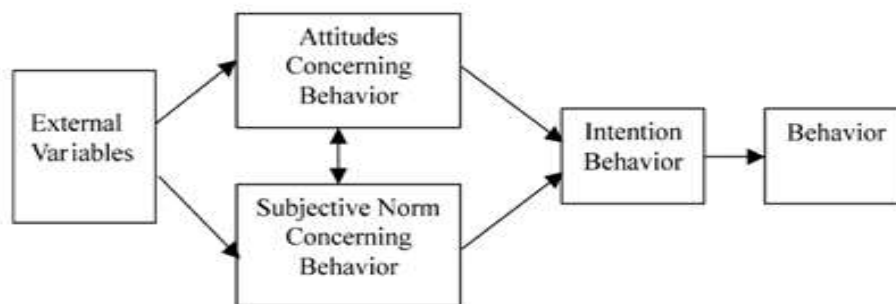 External
Variables
Attitudes
Concerning
Behavior
Subjective Norm
Concerning
Behavior
Intention
Behavior
Behavior